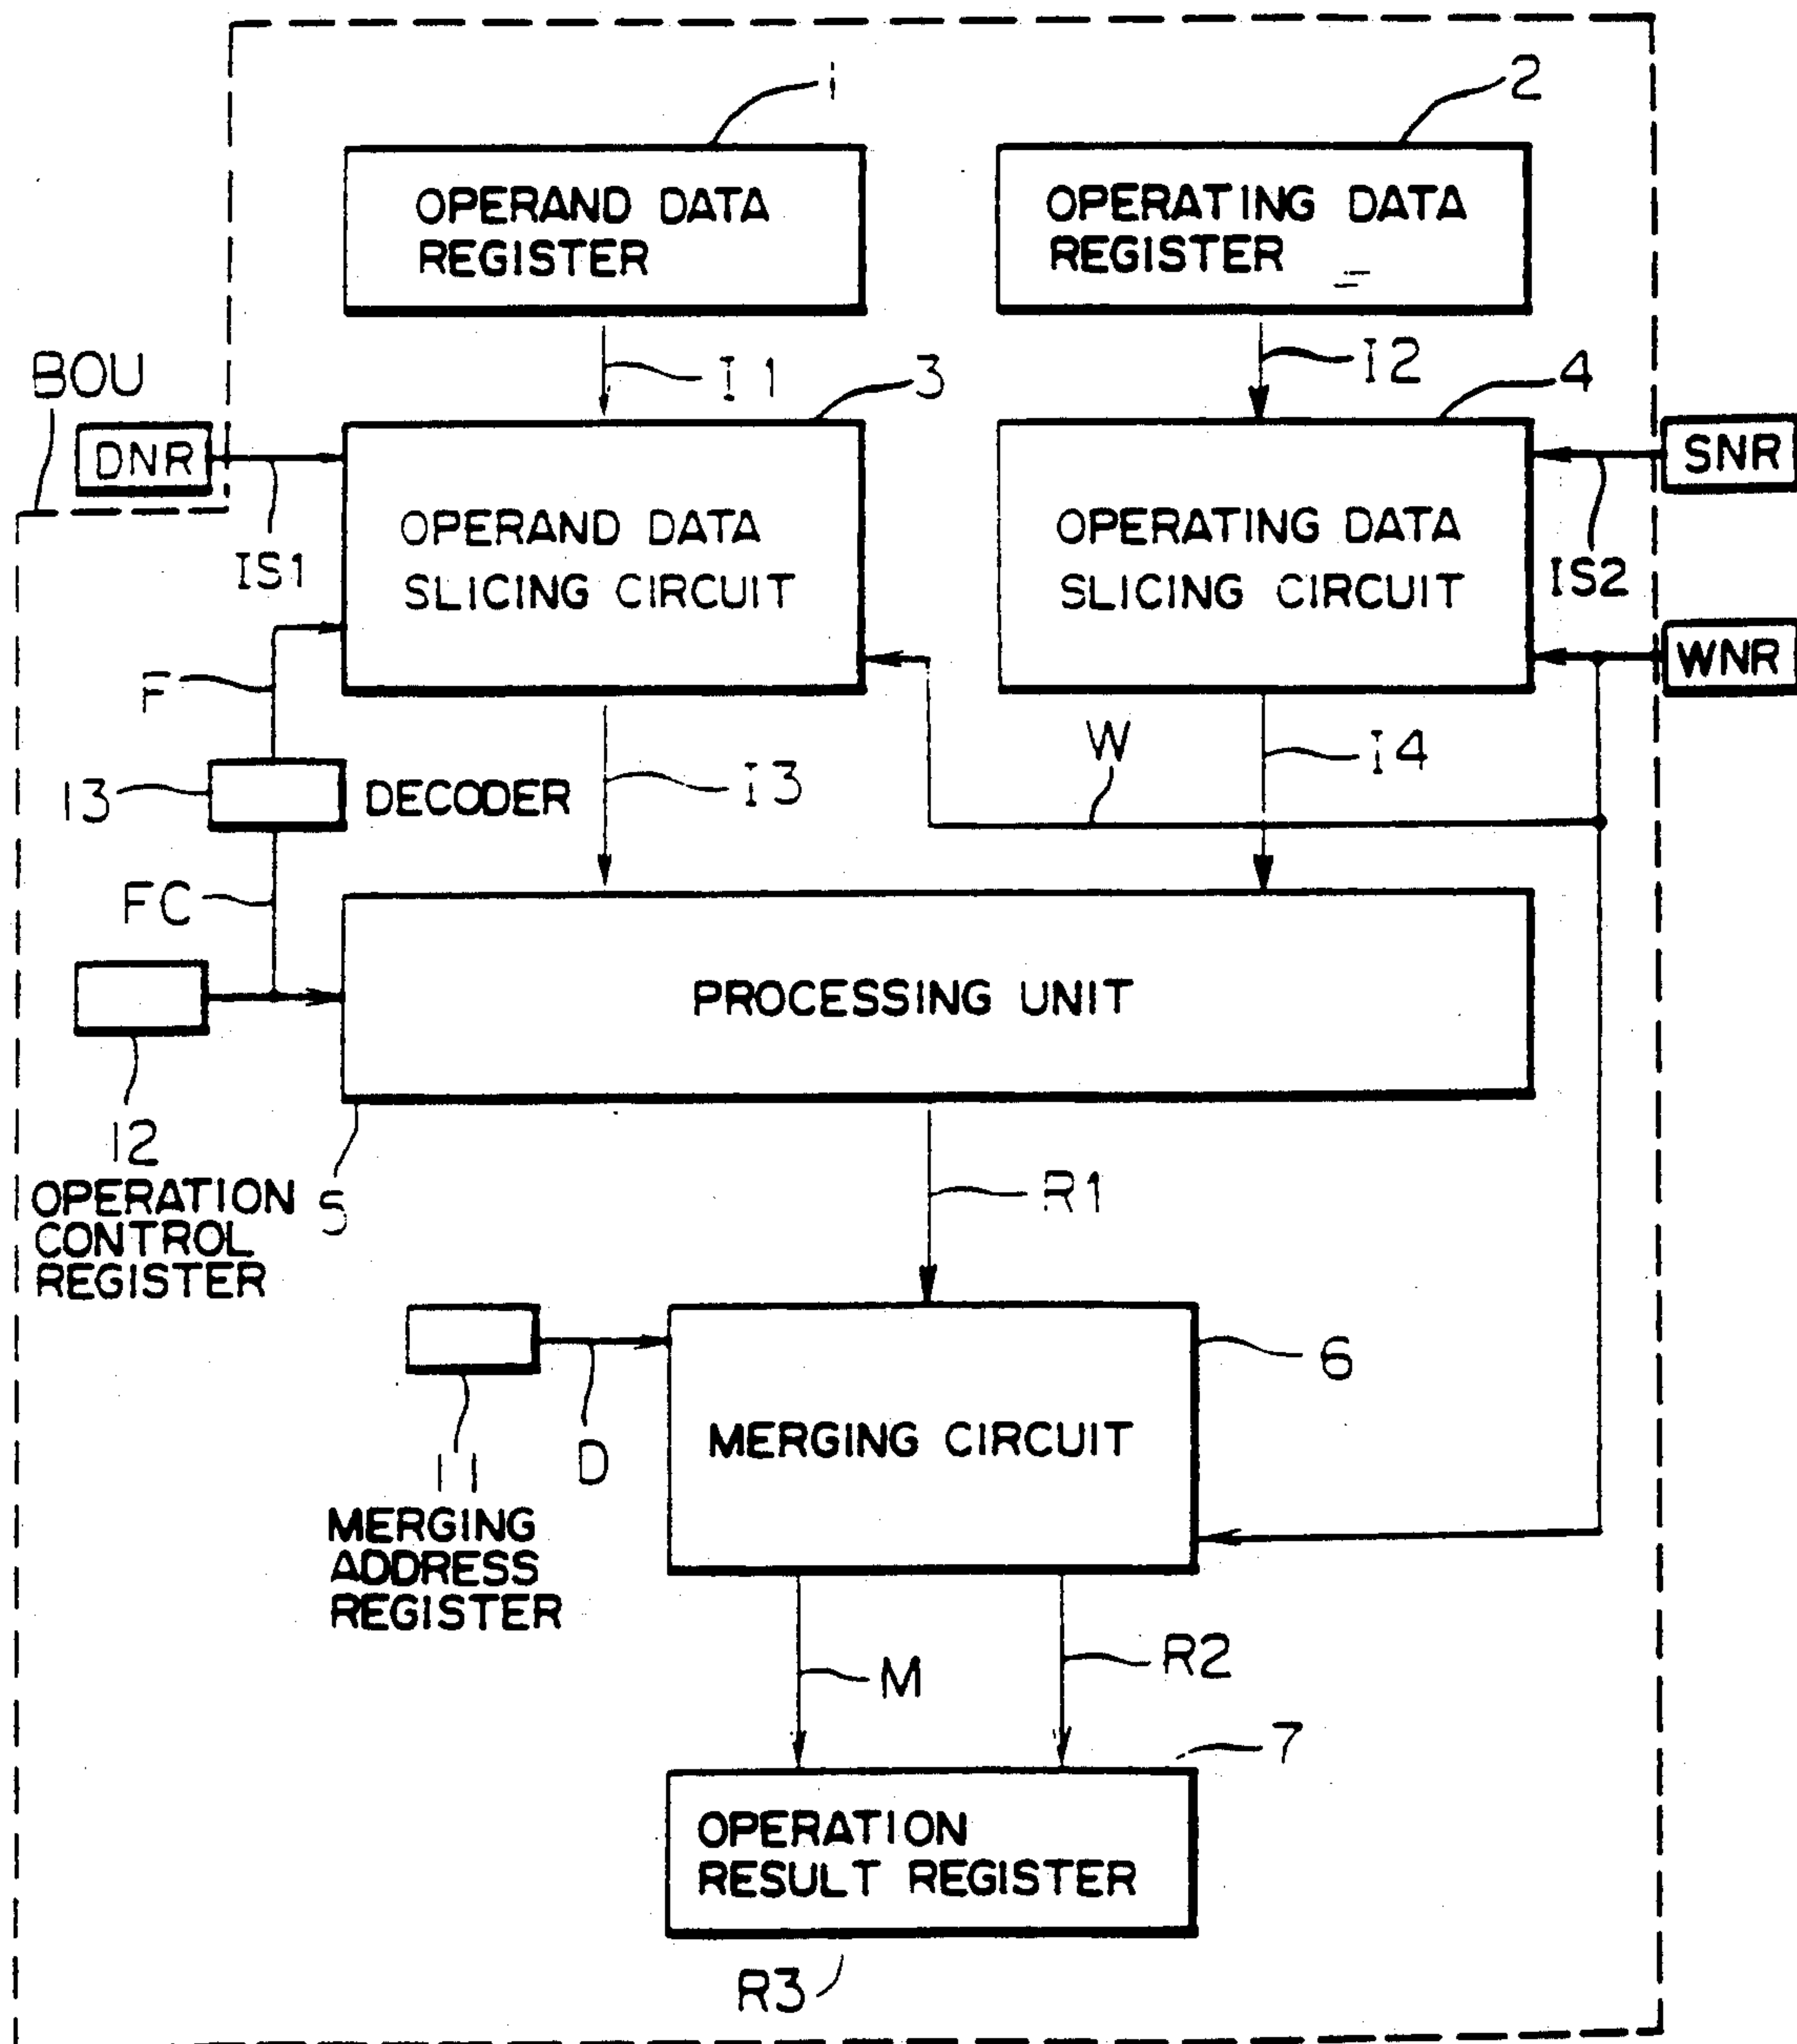 1
2
OPERAND DATA
REGISTER
OPERATING DATA
REGISTER
BOU
I1
3
I2
4
DNR
SNR
IS1
OPERAND DATA
SLICING CIRCUIT
OPERATING DATA
SLICING CIRCUIT
IS2
WNR
F
W
13
DECODER
I3
I4
FC
PROCESSING UNIT
12
OPERATION
CONTROL
REGISTER
5
R1
6
MERGING CIRCUIT
11
D
MERGING
ADDRESS
REGISTER
M
R2
7
OPERATION
RESULT REGISTER
R3